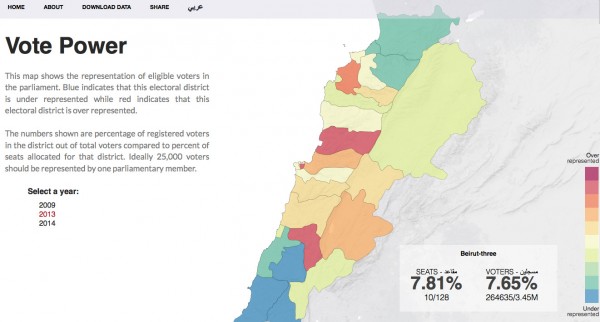 HOME ABOUT DOWNLOAD DATA SHARE عربي
Vote Power
This map shows the representation of eligible voters in
the parliament. Blue indicates that this electoral district
is under represented while red indicates that this
electoral district is over represented.
The numbers shown are percentage of registered voters
in the district out of total voters compared to percent of
seats allocated for that district. Ideally 25,000 voters
should be represented by one parliamentary member.
Select a year:
2009
2013
2014
Over
represented
Under
represented
Beirut-three
SEATS - مقاعد VOTERS - مسجلين
7.81% 7.65%
10/128 264635/3.45M